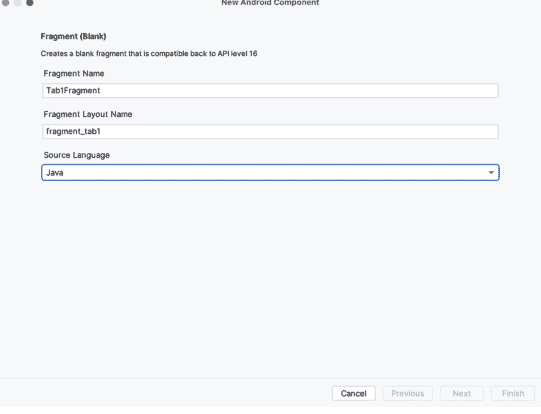 New Android Component
Fragment (Blank)
Creates a blank fragment that is compatible back to API level 16
Fragment Name
Tab1Fragment
Fragment Layout Name
fragment_tab1
Source Language
Java
Cancel Previous Next Finish